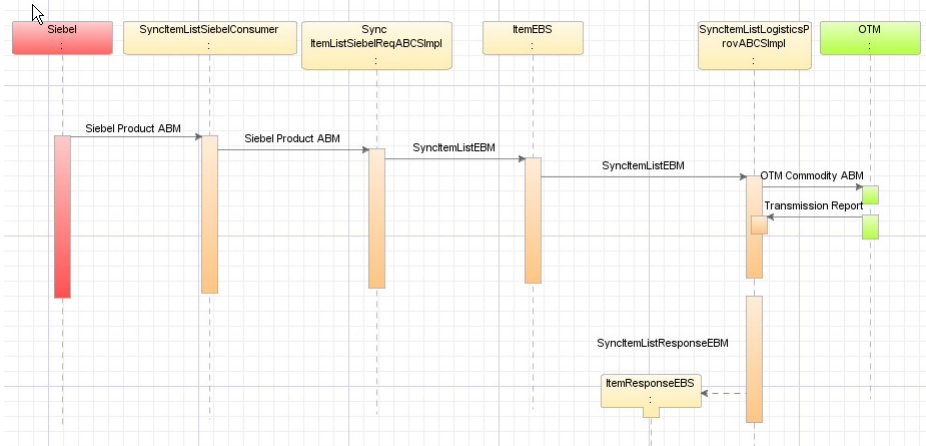 Siebel
:
SyncItemListSiebelConsumer
:
Sync
ItemListSiebelReqABCSImpl
:
ItemEBS
:
SyncItemListLogisticsP
rovABCSImpl
:
OTM
:
Siebel Product ABM
Siebel Product ABM
SyncItemListEBM
SyncItemListEBM
OTM Commodity ABM
Transmission Report
SyncItemListResponseEBM
ItemResponseEBS
: